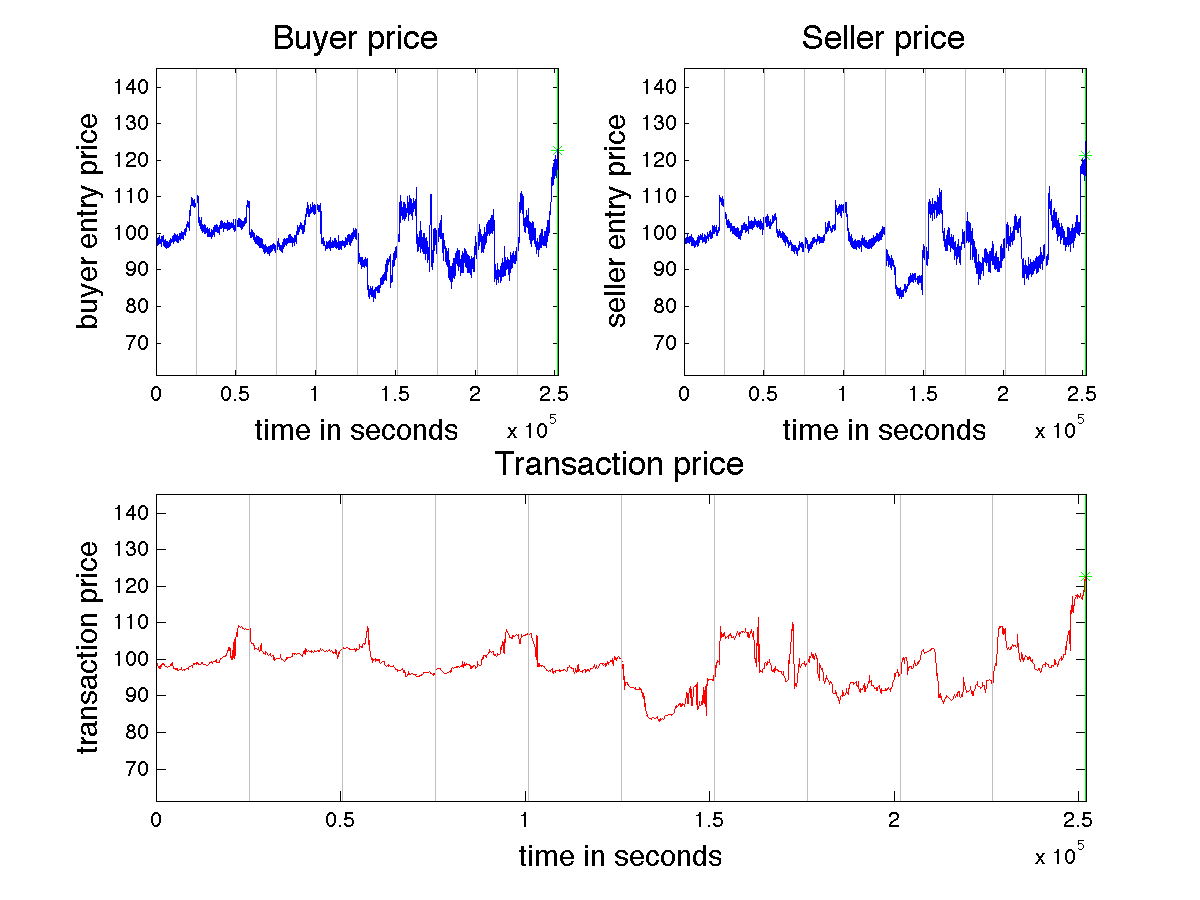 Buyer price
buyer entry price
140
130
120
110
100
90
80
70
0 0.5 1 1.5 2 2.5
time in seconds
x 10^5
Seller price
seller entry price
140
130
120
110
100
90
80
70
0 0.5 1 1.5 2 2.5
time in seconds
x 10^5
Transaction price
transaction price
140
130
120
110
100
90
80
70
0 0.5 1 1.5 2 2.5
time in seconds
x 10^5